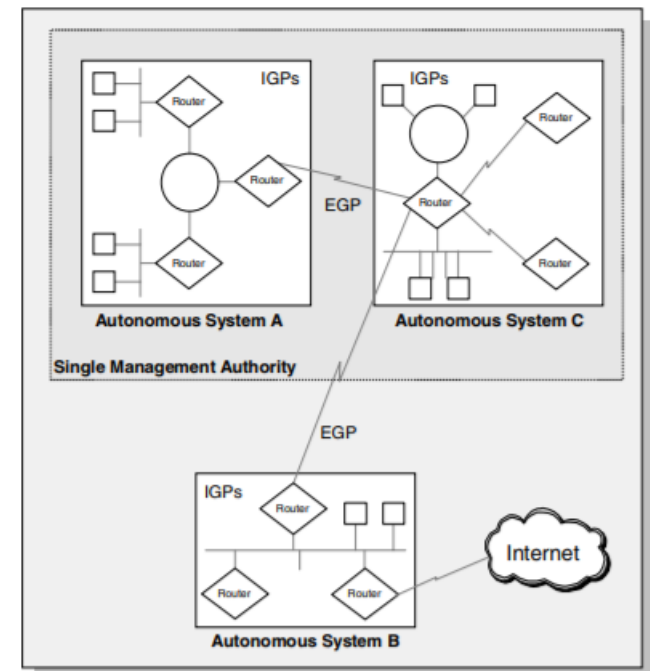 IGPs
Router
Router
Router
Autonomous System A
IGPs
Router
Router
Router
Autonomous System C
EGP
Single Management Authority
EGP
IGPs
Router
Router
Router
Autonomous System B
Internet